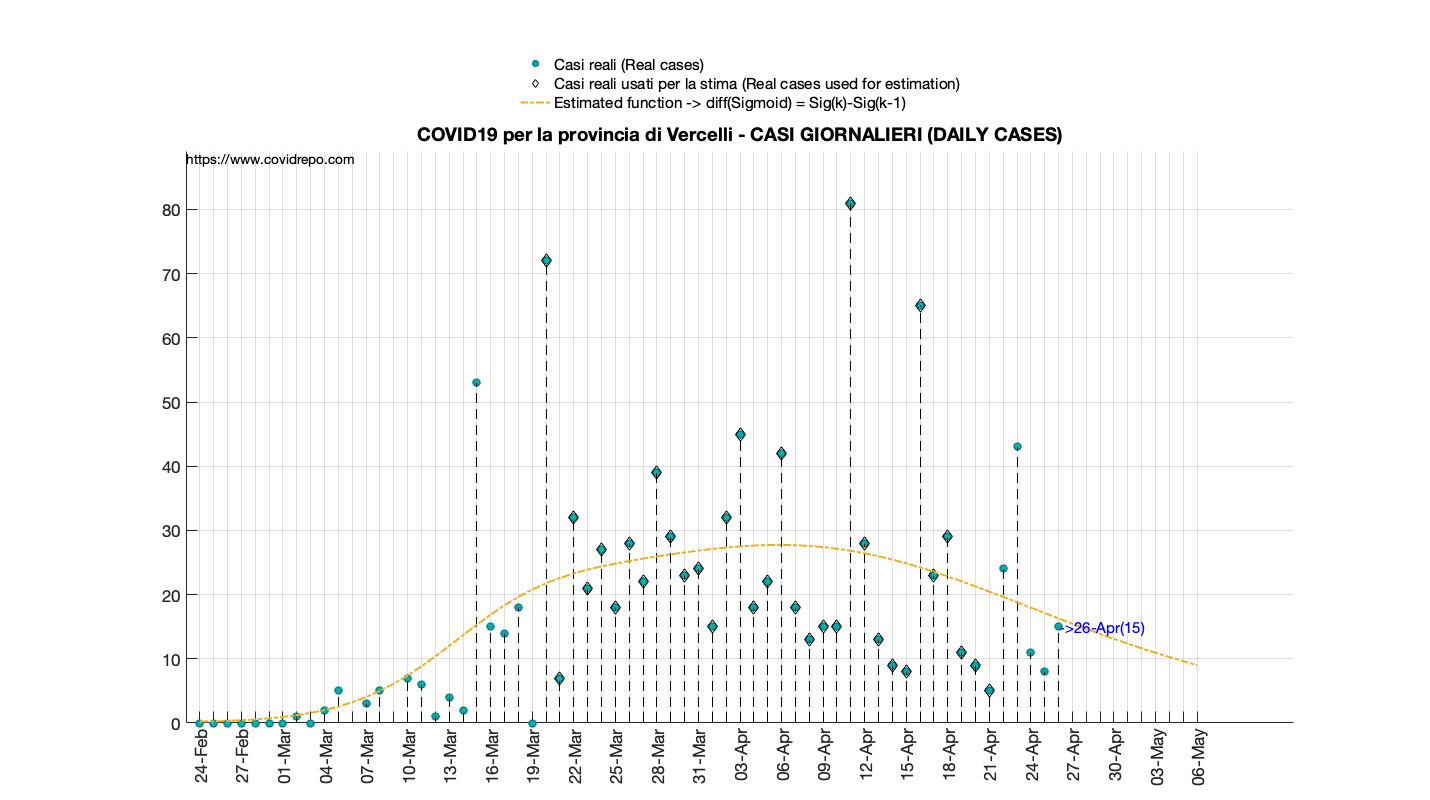 Casi reali (Real cases)
Casi reali usati per la stima (Real cases used for estimation)
Estimated function -> diff(Sigmoid) = Sig(k)-Sig(k-1)
COVID19 per la provincia di Vercelli - CASI GIORNALIERI (DAILY CASES)
https://www.covidrepo.com
80
70
60
50
40
30
20
10
0
->26-Apr(15)
24-Feb
27-Feb
01-Mar
04-Mar
07-Mar
10-Mar
13-Mar
16-Mar
19-Mar
22-Mar
25-Mar
28-Mar
31-Mar
03-Apr
06-Apr
09-Apr
12-Apr
15-Apr
18-Apr
21-Apr
24-Apr
27-Apr
30-Apr
03-May
06-May